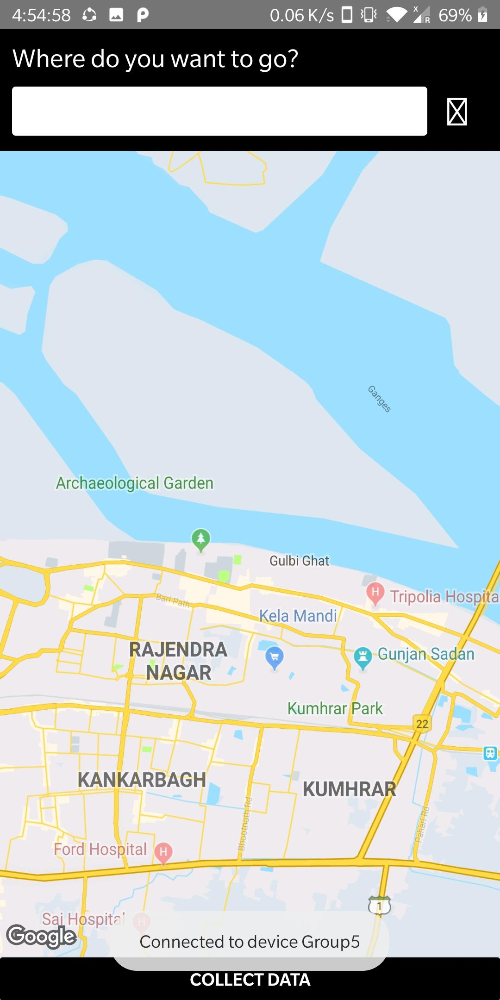 4:54:58 0.06 K/s X R 69%
Where do you want to go?
Ganges
Archaeological Garden
Gulbi Ghat
H Tripolia Hospita
Bari Path
Kela Mandi
RAJENDRA
NAGAR
Gunjan Sadan
Kumhrar Park
22
KANKARBAGH
KUMHRAR
Bhootnath Rd
Pahari Rd
Ford Hospital H
1
Sai Hospital H
Google
Connected to device Group5
COLLECT DATA